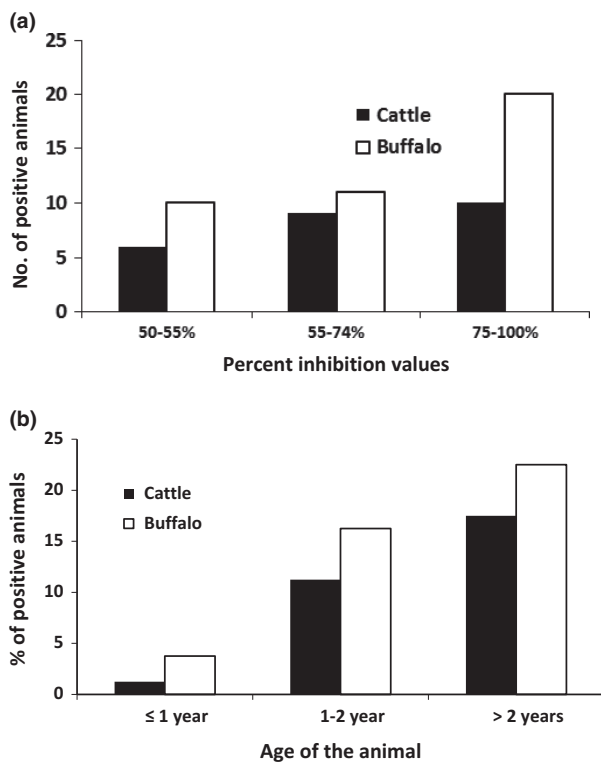 (a)
25
20
15
10
5
0
No. of positive animals
Cattle
Buffalo
50-55% 55-74% 75-100%
Percent inhibition values
(b)
25
20
15
10
5
0
% of positive animals
Cattle
Buffalo
≤ 1 year 1-2 year > 2 years
Age of the animal